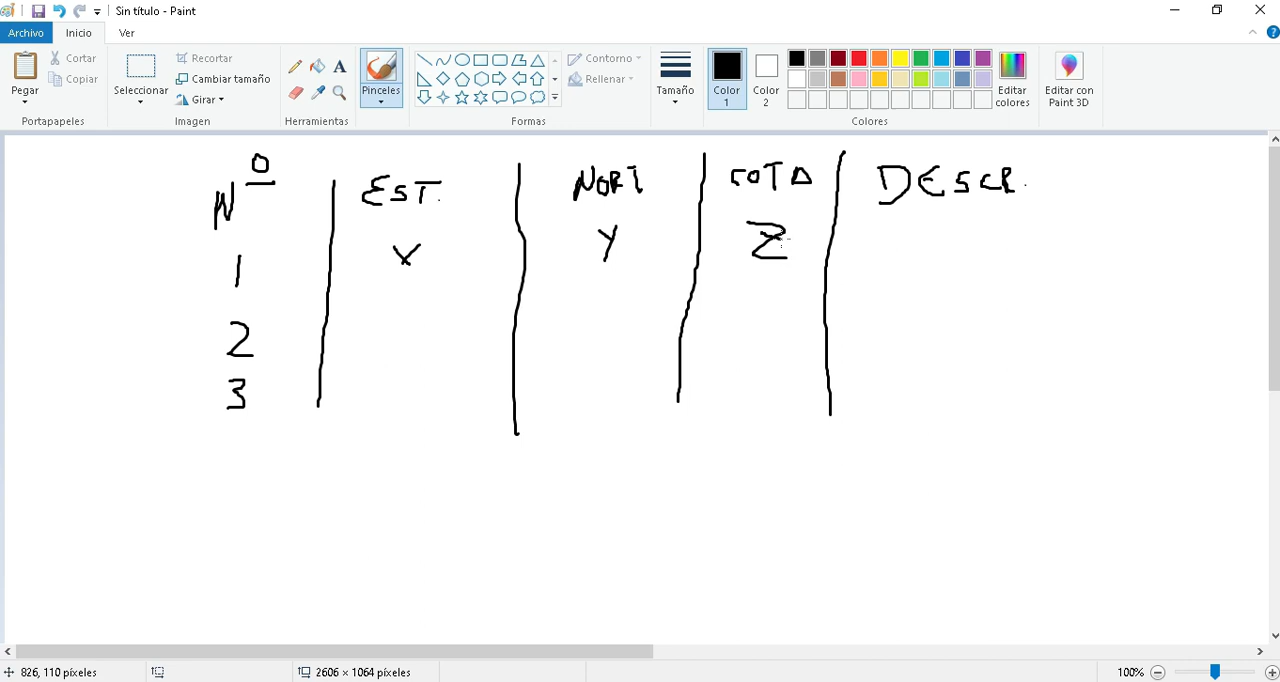 Sin título - Paint
Archivo Inicio Ver
Pegar
Cortar
Copiar
Portapapeles
Seleccionar
Recorta
Cambiar tamaño
Girar
Imagen
A
Herramientas
Pinceles
Contorno
Rellenar
Formas
Tamaño
Color 1
Color 2
Editar colores
Colores
Editar con Paint 3D
Nº EST. NORT COTA DESCR.
1 X Y Z
2
3
826, 110 píxeles 2606 × 1064 píxeles 100%